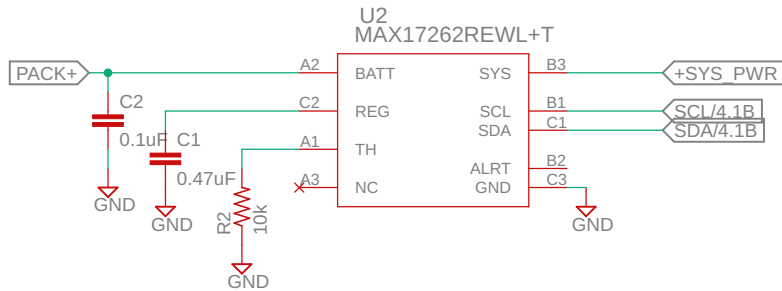 U2
MAX17262REWL+T
PACK+
A2
BATT
SYS
B3
+SYS_PWR
C2
0.1uF
C1
0.47uF
C2
REG
SCL
B1
SCL/4.1B
SDA
C1
SDA/4.1B
A1
TH
ALRT
B2
A3
NC
GND
C3
R2
10k
GND
GND
GND
GND